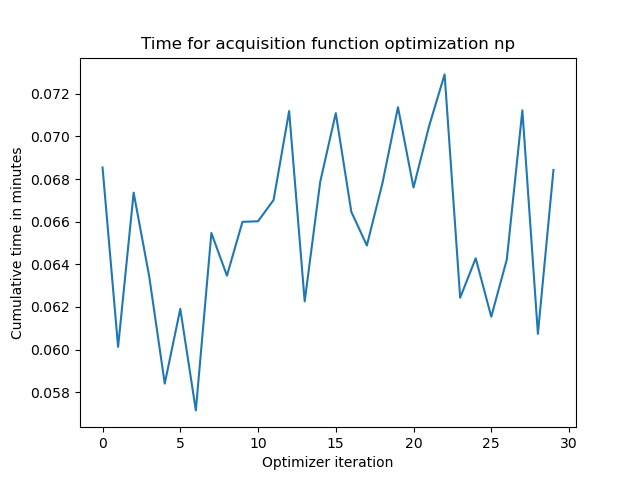 Time for acquisition function optimization np
Cumulative time in minutes
0.072
0.070
0.068
0.066
0.064
0.062
0.060
0.058
0 5 10 15 20 25 30
Optimizer iteration